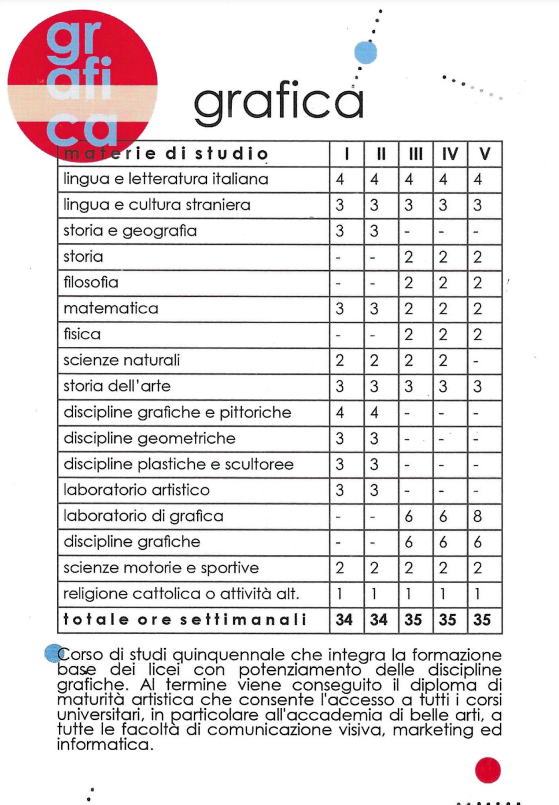 gr
afi
ca
grafica
materie di studio I II III IV V
lingua e letteratura italiana 4 4 4 4 4
lingua e cultura straniera 3 3 3 3 3
storia e geografia 3 3 - - -
storia - - 2 2 2
filosofia - - 2 2 2
matematica 3 3 2 2 2
fisica - - 2 2 2
scienze naturali 2 2 2 2 -
storia dell'arte 3 3 3 3 3
discipline grafiche e pittoriche 4 4 - - -
discipline geometriche 3 3 - - -
discipline plastiche e scultoree 3 3 - - -
laboratorio artistico 3 3 - - -
laboratorio di grafica - - 6 6 8
discipline grafiche - - 6 6 6
scienze motorie e sportive 2 2 2 2 2
religione cattolica o attività alt. 1 1 1 1 1
totale ore settimanali 34 34 35 35 35
Corso di studi quinquennale che integra la formazione
base dei licei con potenziamento delle discipline
grafiche. Al termine viene conseguito il diploma di
maturità artistica che consente l'accesso a tutti i corsi
universitari, in particolare all'accademia di belle arti, a
tutte le facoltà di comunicazione visiva, marketing ed
informatica.